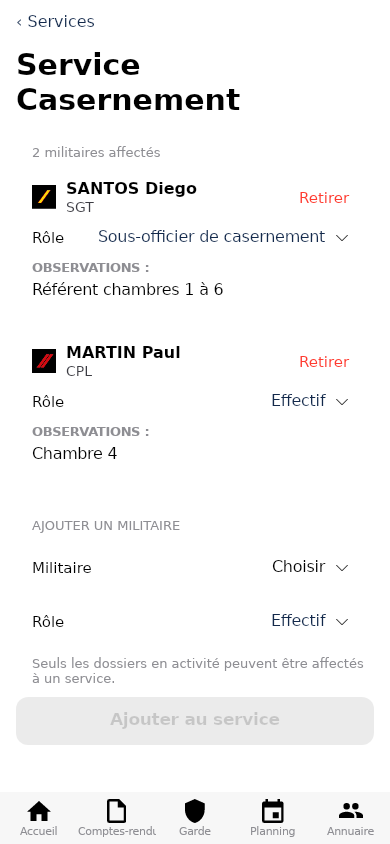 ‹ Services
Service
Casernement
2 militaires affectés
SANTOS Diego
SGT
Retirer
Rôle
Sous-officier de casernement
OBSERVATIONS :
Référent chambres 1 à 6
MARTIN Paul
CPL
Retirer
Rôle
Effectif
OBSERVATIONS :
Chambre 4
AJOUTER UN MILITAIRE
Militaire
Choisir
Rôle
Effectif
Seuls les dossiers en activité peuvent être affectés
à un service.
Ajouter au service
Accueil
Comptes-rendu
Garde
Planning
Annuaire